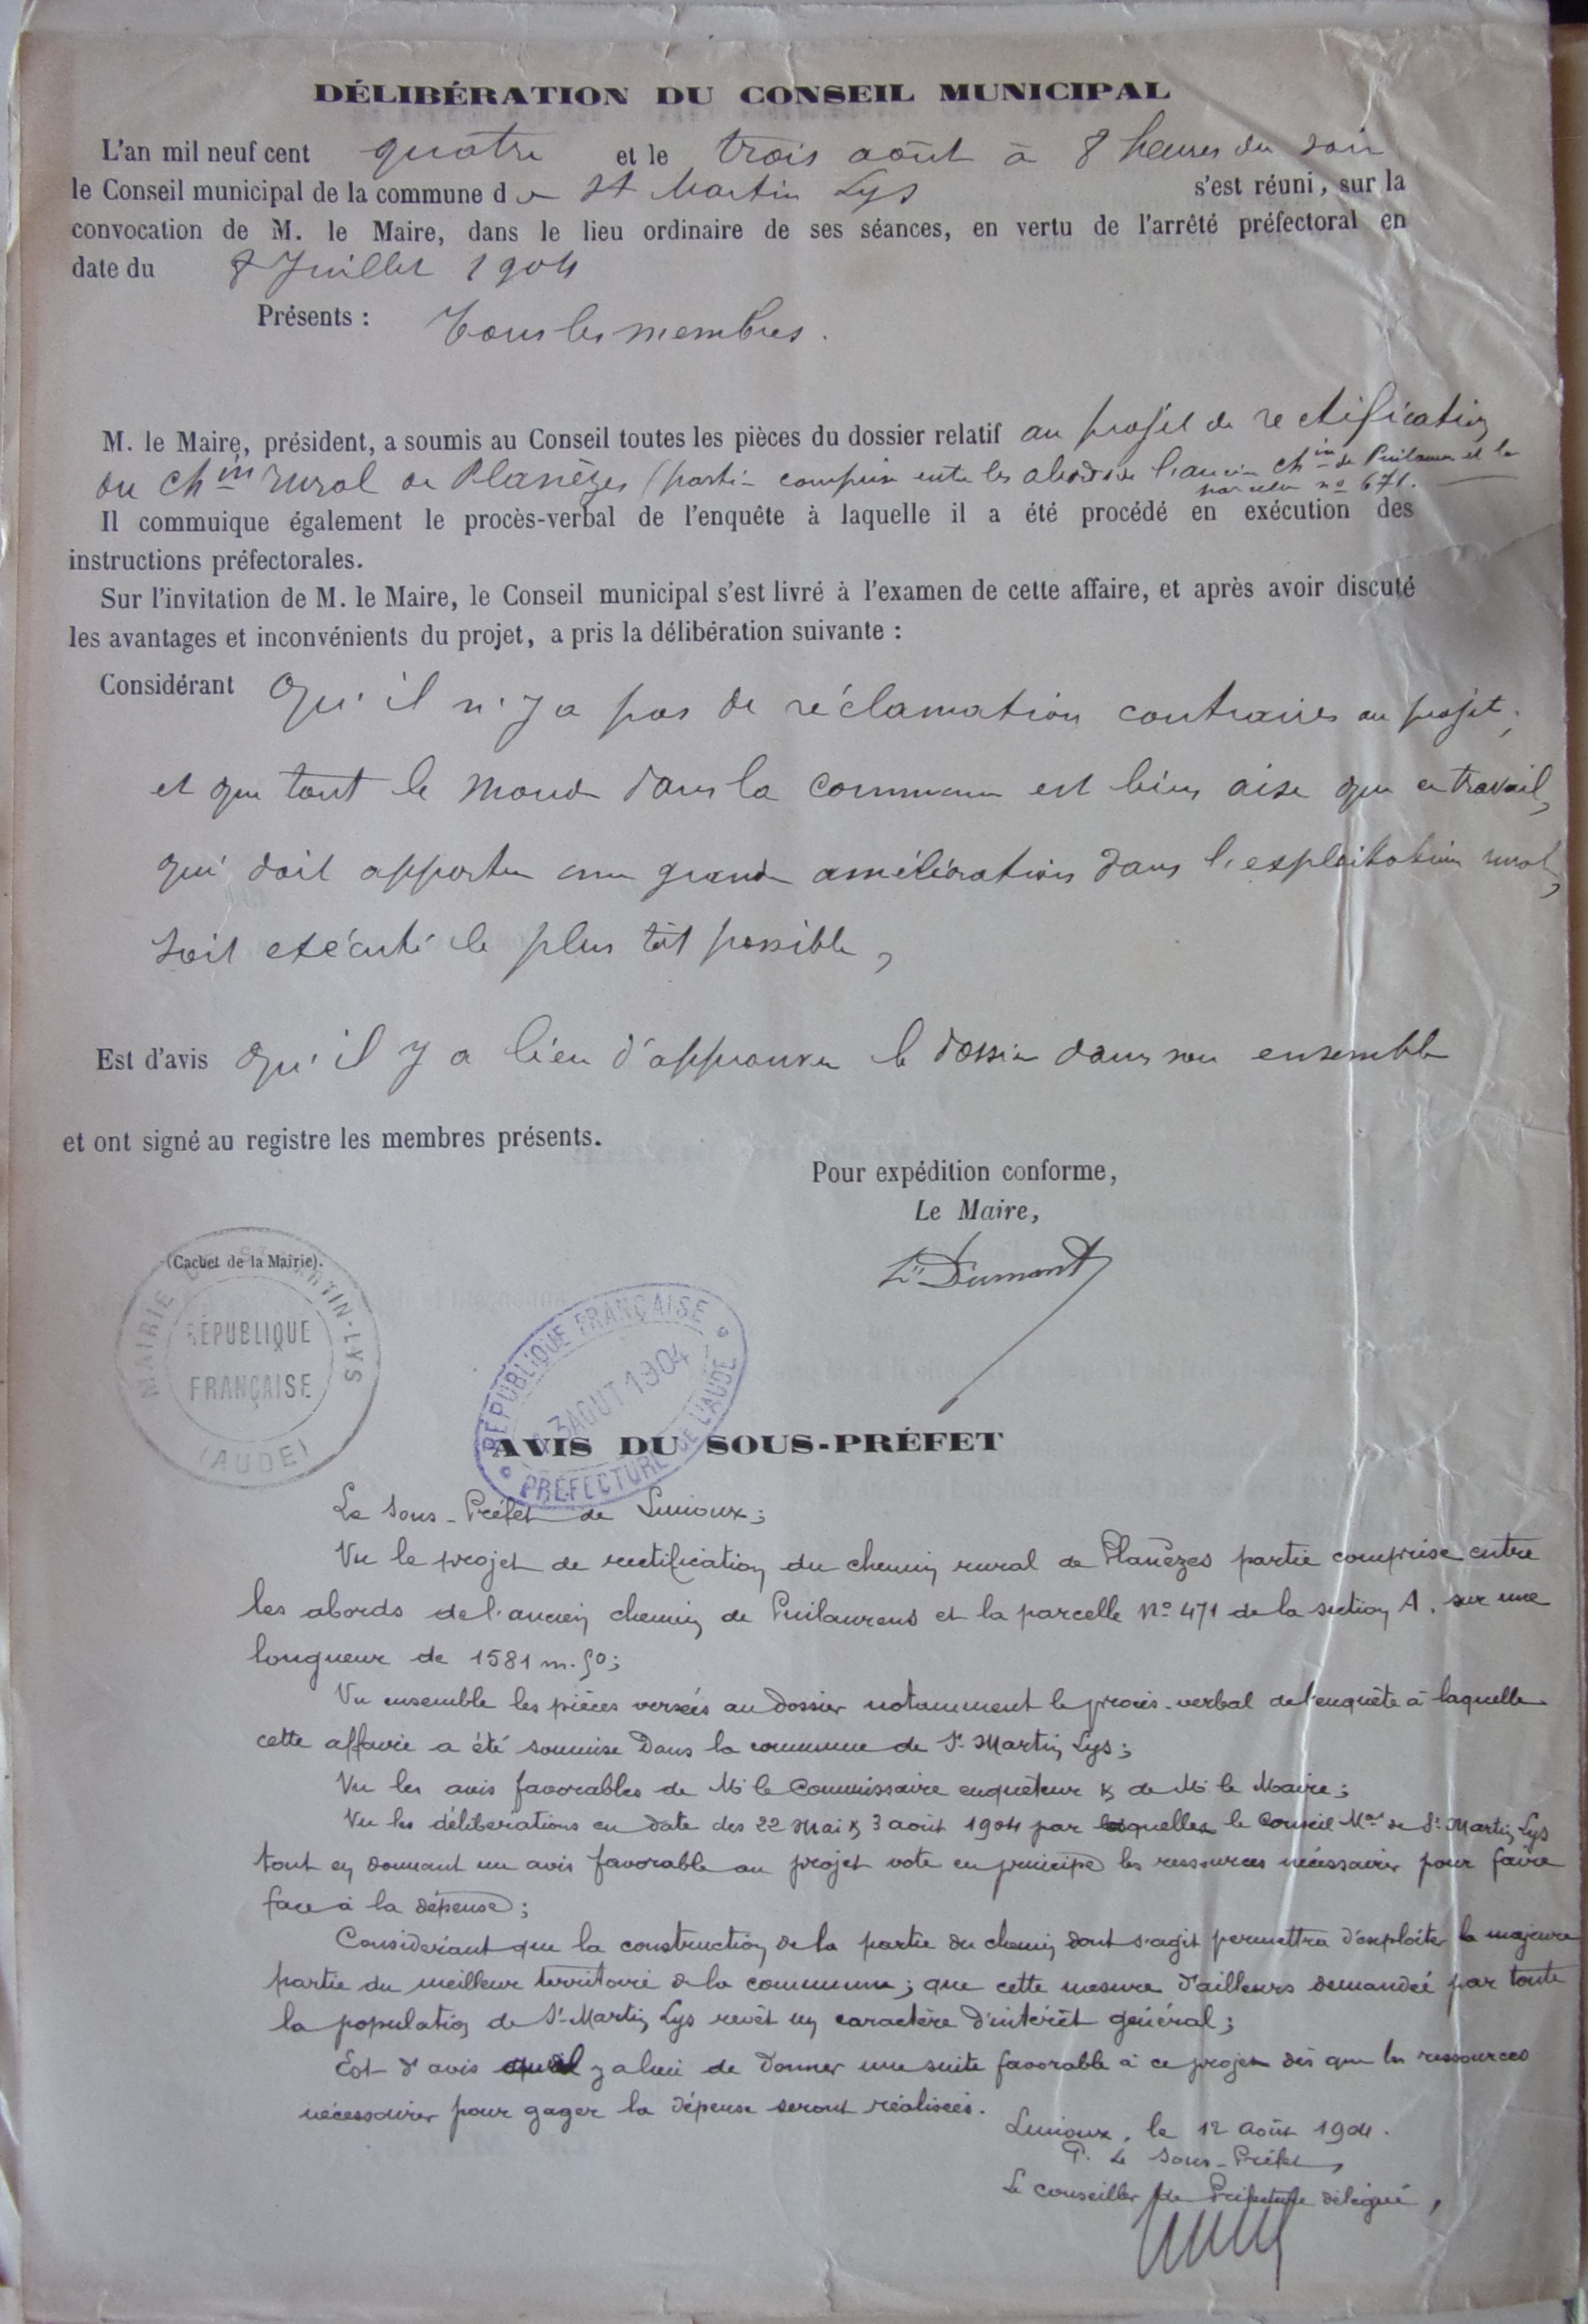 DÉLIBÉRATION DU CONSEIL MUNICIPAL
L'an mil neuf cent quatre et le trois août à 8 heures du soir
le Conseil municipal de la commune de St Martin Lys s'est réuni, sur la
convocation de M. le Maire, dans le lieu ordinaire de ses séances, en vertu de l'arrêté préfectoral en
date du 8 Juillet 1904
Présents : Tous les membres.
M. le Maire, président, a soumis au Conseil toutes les pièces du dossier relatif au projet de rectification
du chin rural de Planèzes (partie comprise entre les abords de l'ancien chin de Puilaurens et la
parcelle no 671.
Il commuique également le procès-verbal de l'enquête à laquelle il a été procédé en exécution des
instructions préfectorales.
Sur l'invitation de M. le Maire, le Conseil municipal s'est livré à l'examen de cette affaire, et après avoir discuté
les avantages et inconvénients du projet, a pris la délibération suivante :
Considérant qu'il n'y a pas de réclamation contraires au projet,
et que tout le monde dans la commune est bien aise que ce travail,
qui doit apporter une grande amélioration dans l'exploitation rural,
soit exécuté le plus tôt possible,
Est d'avis qu'il y a lieu d'approuver le dossier dans son ensemble
et ont signé au registre les membres présents.
Pour expédition conforme,
Le Maire,
Dumont
(Cachet de la Mairie).
MAIRIE DE ST MARTIN-LYS
RÉPUBLIQUE
FRANÇAISE
(AUDE)
RÉPUBLIQUE FRANÇAISE
3 AOUT 1904
PRÉFECTURE DE L'AUDE
AVIS DU SOUS-PRÉFET
Le Sous-Préfet de Limoux ;
Vu le projet de rectification du chemin rural de Planèzes partie comprise entre
les abords de l'ancien chemin de Puilaurens et la parcelle No 471 de la section A, sur une
longueur de 1581 m. 50 ;
Vu ensemble les pièces versées au dossier notamment le procès-verbal de l'enquête à laquelle
cette affaire a été soumise dans la commune de St Martin Lys ;
Vu les avis favorables de Mr le Commissaire enquêteur & de Mr le Maire ;
Vu les délibérations en date des 22 Mai & 3 août 1904 par lesquelles le Conseil Mal de St Martin Lys
tout en donnant un avis favorable au projet vote en principe les ressources nécessaires pour faire
face à la dépense ;
Considérant que la construction de la partie du chemin dont s'agit permettra d'exploiter la majeure
partie du meilleur territoire de la commune ; que cette mesure d'ailleurs demandée par toute
la population de St Martin Lys revêt un caractère d'intérêt général ;
Est d'avis qu'il y a lieu de donner une suite favorable à ce projet dès que les ressources
nécessaires pour gager la dépense seront réalisées.
Limoux, le 12 Août 1904.
P. le Sous-Préfet,
Le conseiller de Préfecture délégué,